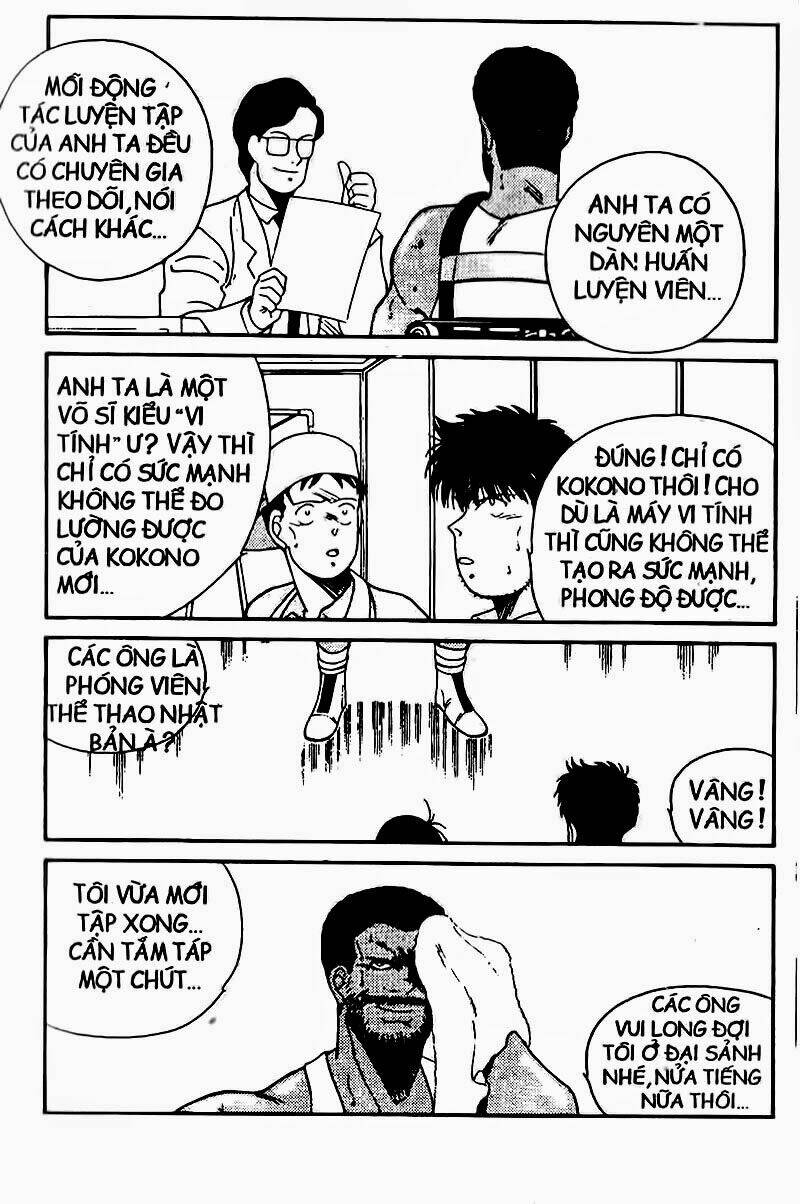 MỖI ĐỘNG
TÁC LUYỆN TẬP
CỦA ANH TA ĐỀU
CÓ CHUYÊN GIA
THEO DÕI, NÓI
CÁCH KHÁC...
ANH TA CÓ
NGUYÊN MỘT
DÀN! HUẤN
LUYỆN VIÊN...
ANH TA LÀ MỘT
VÕ SĨ KIỂU "VI
TÍNH" Ư? VẬY THÌ
CHỈ CÓ SỨC MẠNH
KHÔNG THỂ ĐO
LƯỜNG ĐƯỢC
CỦA KOKONO
MỚI...
ĐÚNG! CHỈ CÓ
KOKONO THÔI! CHO
DÙ LÀ MÁY VI TÍNH
THÌ CŨNG KHÔNG THỂ
TẠO RA SỨC MẠNH,
PHONG ĐỘ ĐƯỢC...
CÁC ÔNG LÀ
PHÓNG VIÊN
THỂ THAO NHẬT
BẢN À?
VÂNG!
VÂNG!
TÔI VỪA MỚI
TẬP XONG...
CẦN TẮM TÁP
MỘT CHÚT...
CÁC ÔNG
VUI LONG ĐỢI
TÔI Ở ĐẠI SẢNH
NHÉ, NỬA TIẾNG
NỮA THÔI...